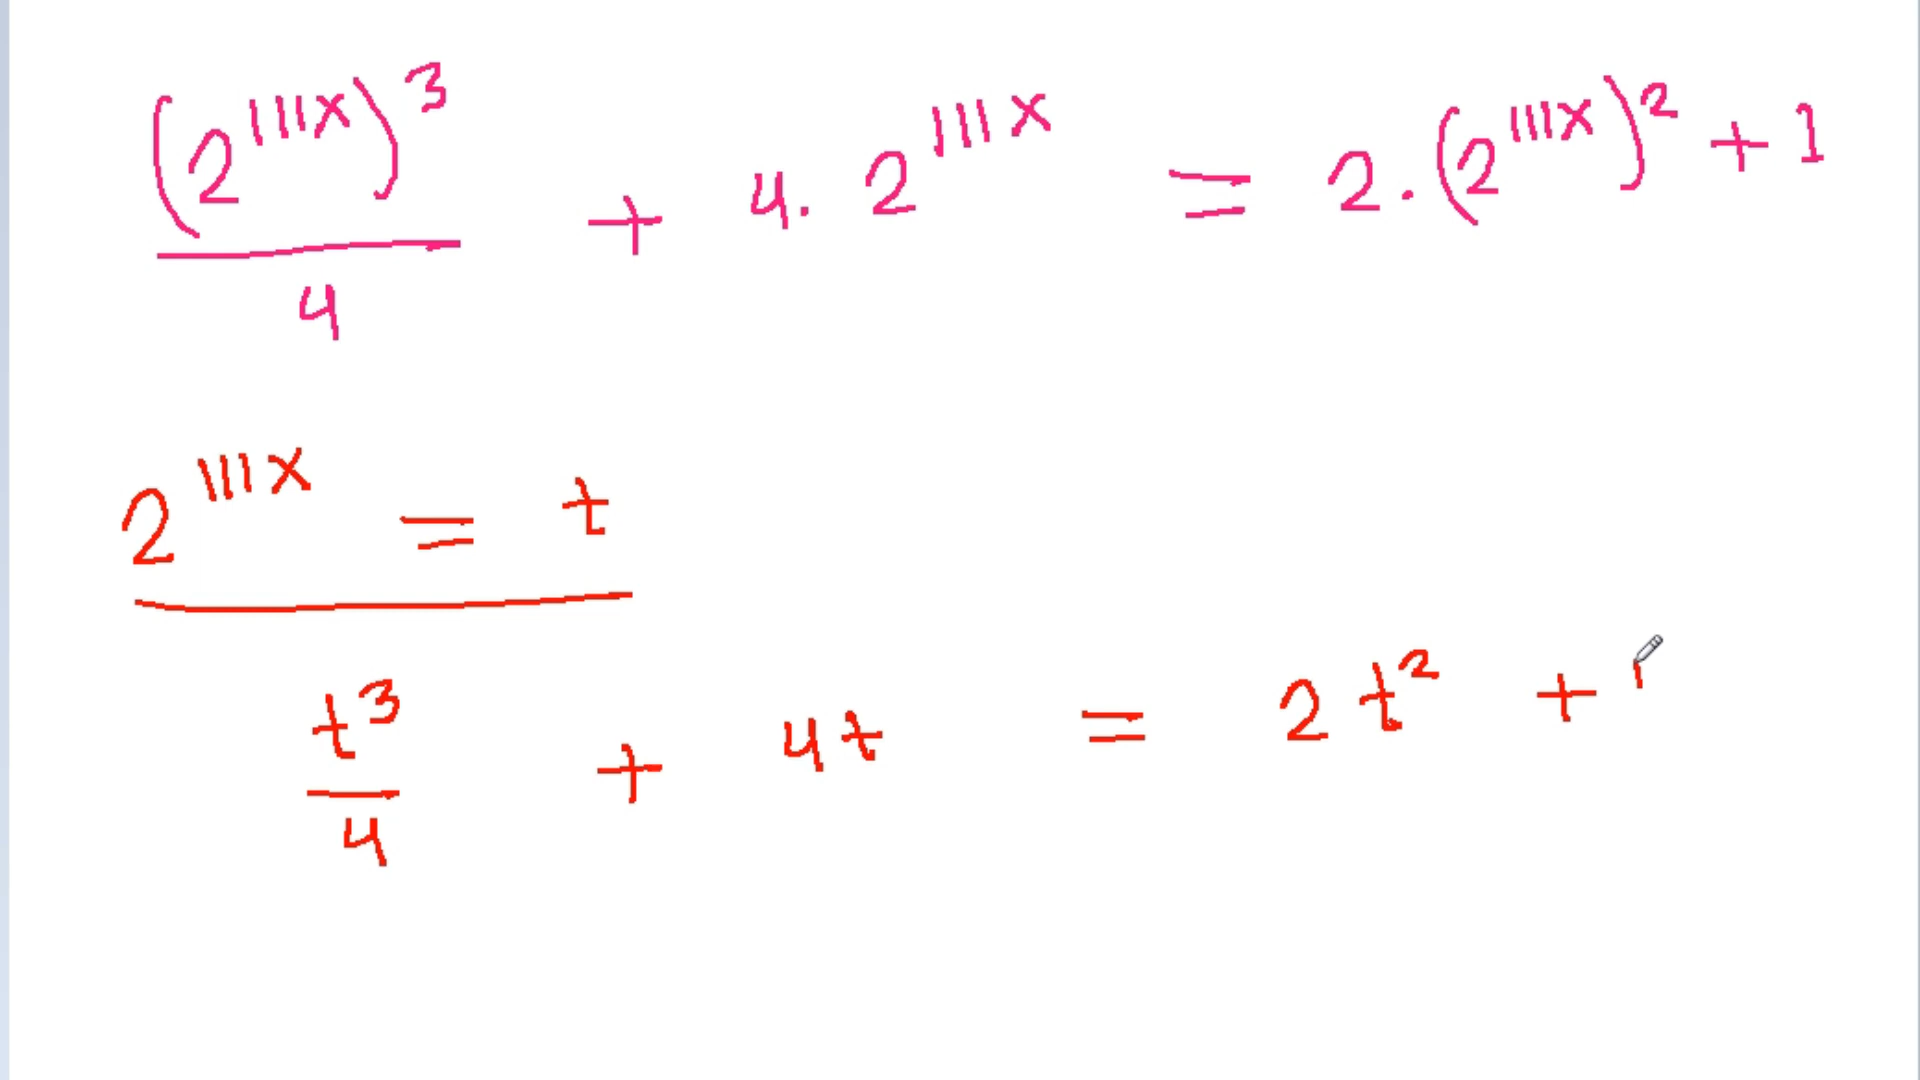 (2^111x)^3/4 + 4. 2^111x = 2.(2^111x)^2 + 1
2^111x = t
t^3/4 + 4t = 2t^2 +